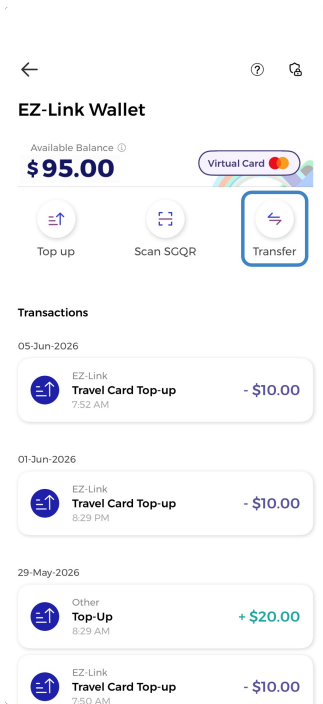 EZ-Link Wallet
Available Balance
$95.00
Virtual Card
Top up
Scan SGQR
Transfer
Transactions
05-Jun-2026
EZ-Link
Travel Card Top-up
- $10.00
7:52 AM
01-Jun-2026
EZ-Link
Travel Card Top-up
- $10.00
8:29 PM
29-May-2026
Other
Top-Up
+ $20.00
8:29 AM
EZ-Link
Travel Card Top-up
- $10.00
7:50 AM